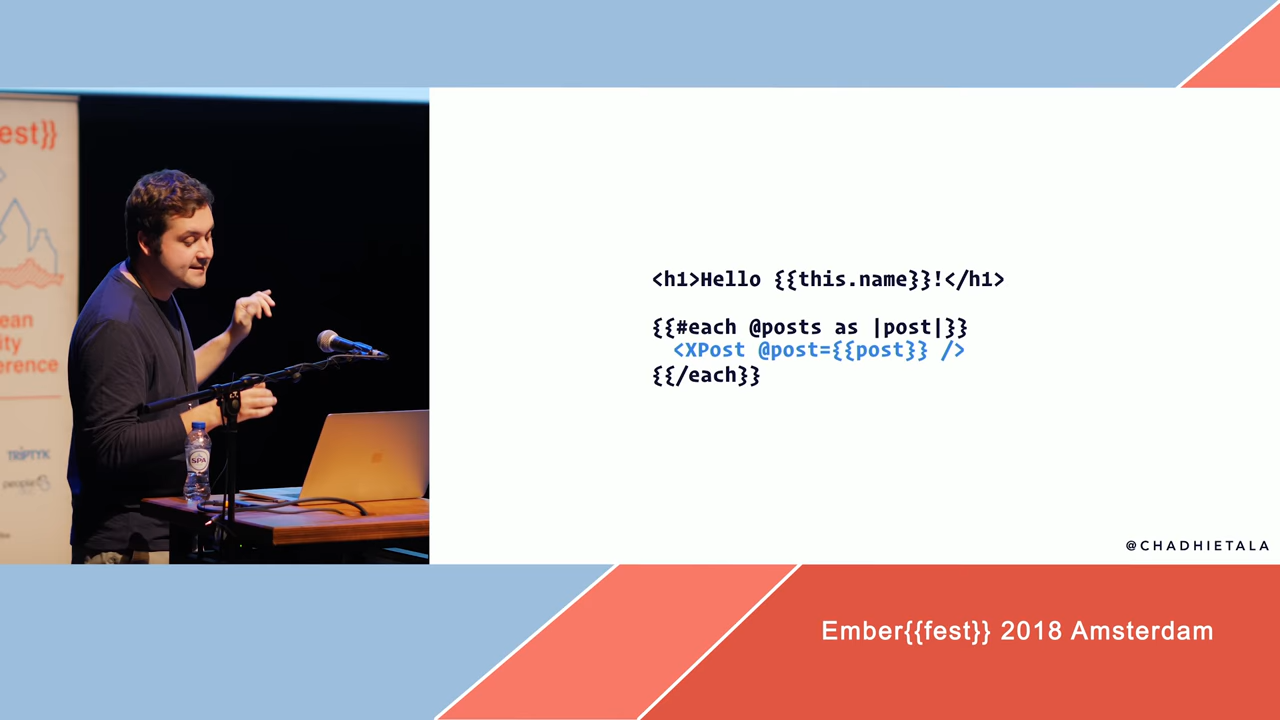 est}}
ean
ity
erence
TRIPTYK
people
SPA
<h1>Hello {{this.name}}!</h1>
{{#each @posts as |post|}}
<XPost @post={{post}} />
{{/each}}
@CHADHIETALA
Ember{{fest}} 2018 Amsterdam